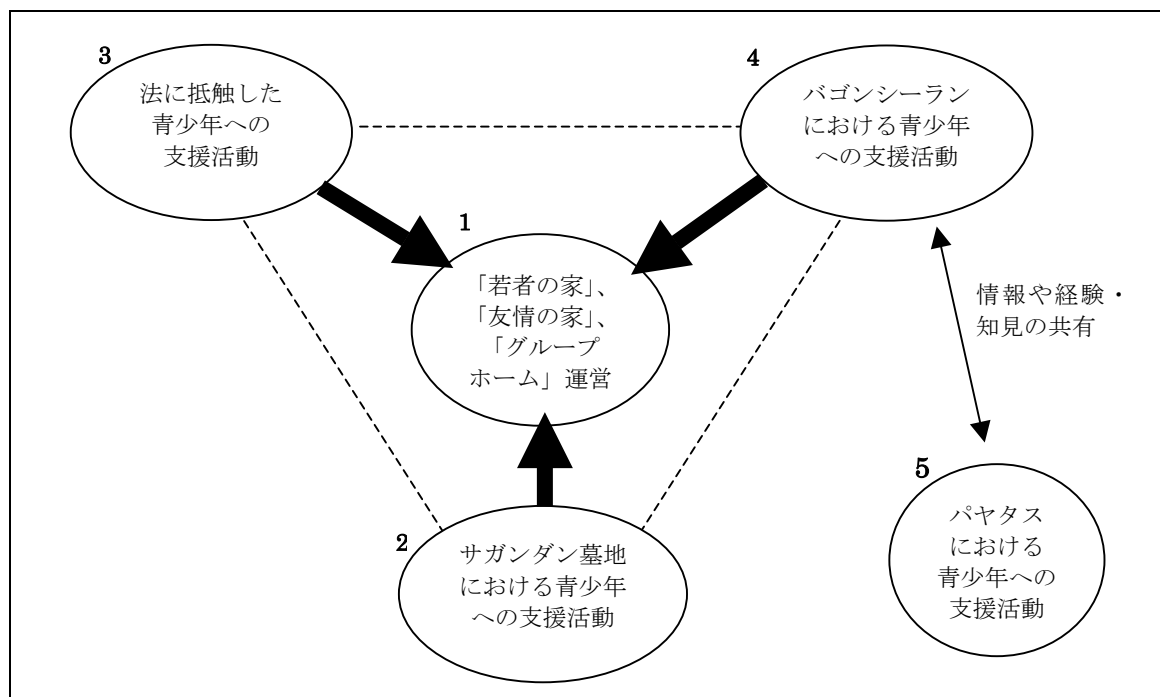 3
法に抵触した
青少年への
支援活動
4
バゴンシーラン
における青少年
への支援活動
1
「若者の家」、
「友情の家」、
「グループ
ホーム」運営
情報や経験・
知見の共有
2
サガンダン墓地
における青少年
への支援活動
5
パヤタス
における
青少年への
支援活動